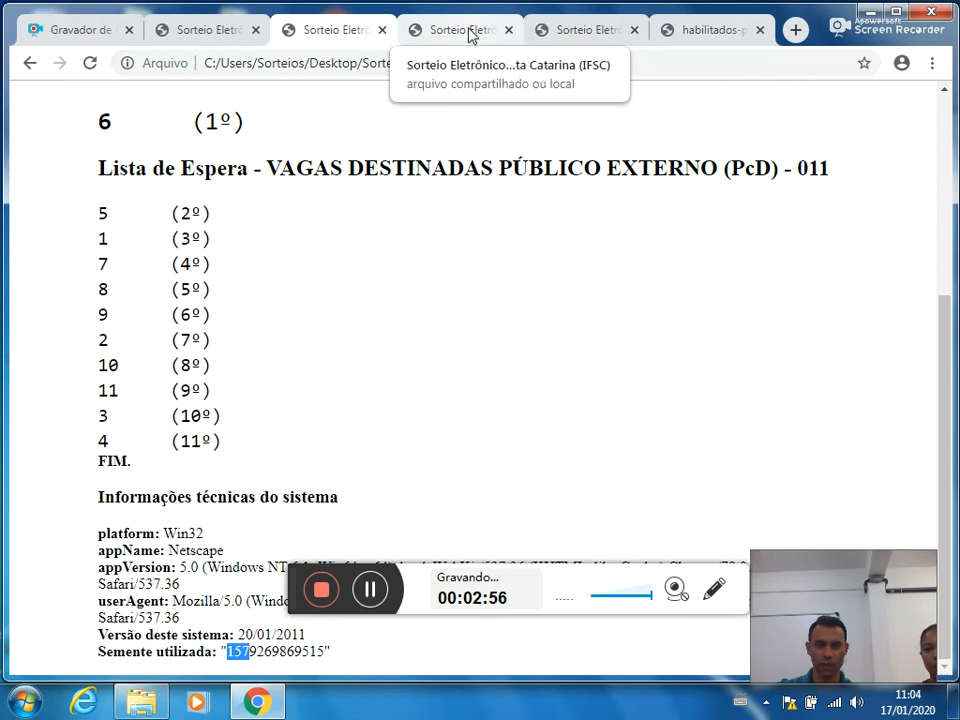 Gravador de
Sorteio Eletrô
Sorteio Eletrô
Sorteio Eletrô
Sorteio Eletrô
habilitados-p
Apowersoft
Screen Recorder
Arquivo
C:/Users/Sorteios/Desktop/Sorte
Sorteio Eletrônico...ta Catarina (IFSC)
arquivo compartilhado ou local
6 (1º)
Lista de Espera - VAGAS DESTINADAS PÚBLICO EXTERNO (PcD) - 011
5 (2º)
1 (3º)
7 (4º)
8 (5º)
9 (6º)
2 (7º)
10 (8º)
11 (9º)
3 (10º)
4 (11º)
FIM.
Informações técnicas do sistema
platform: Win32
appName: Netscape
appVersion: 5.0 (Windows NT
Safari/537.36
userAgent: Mozilla/5.0 (Windo
Safari/537.36
Versão deste sistema: 20/01/2011
Semente utilizada: "1579269869515"
Gravando...
00:02:56
11:04
17/01/2020